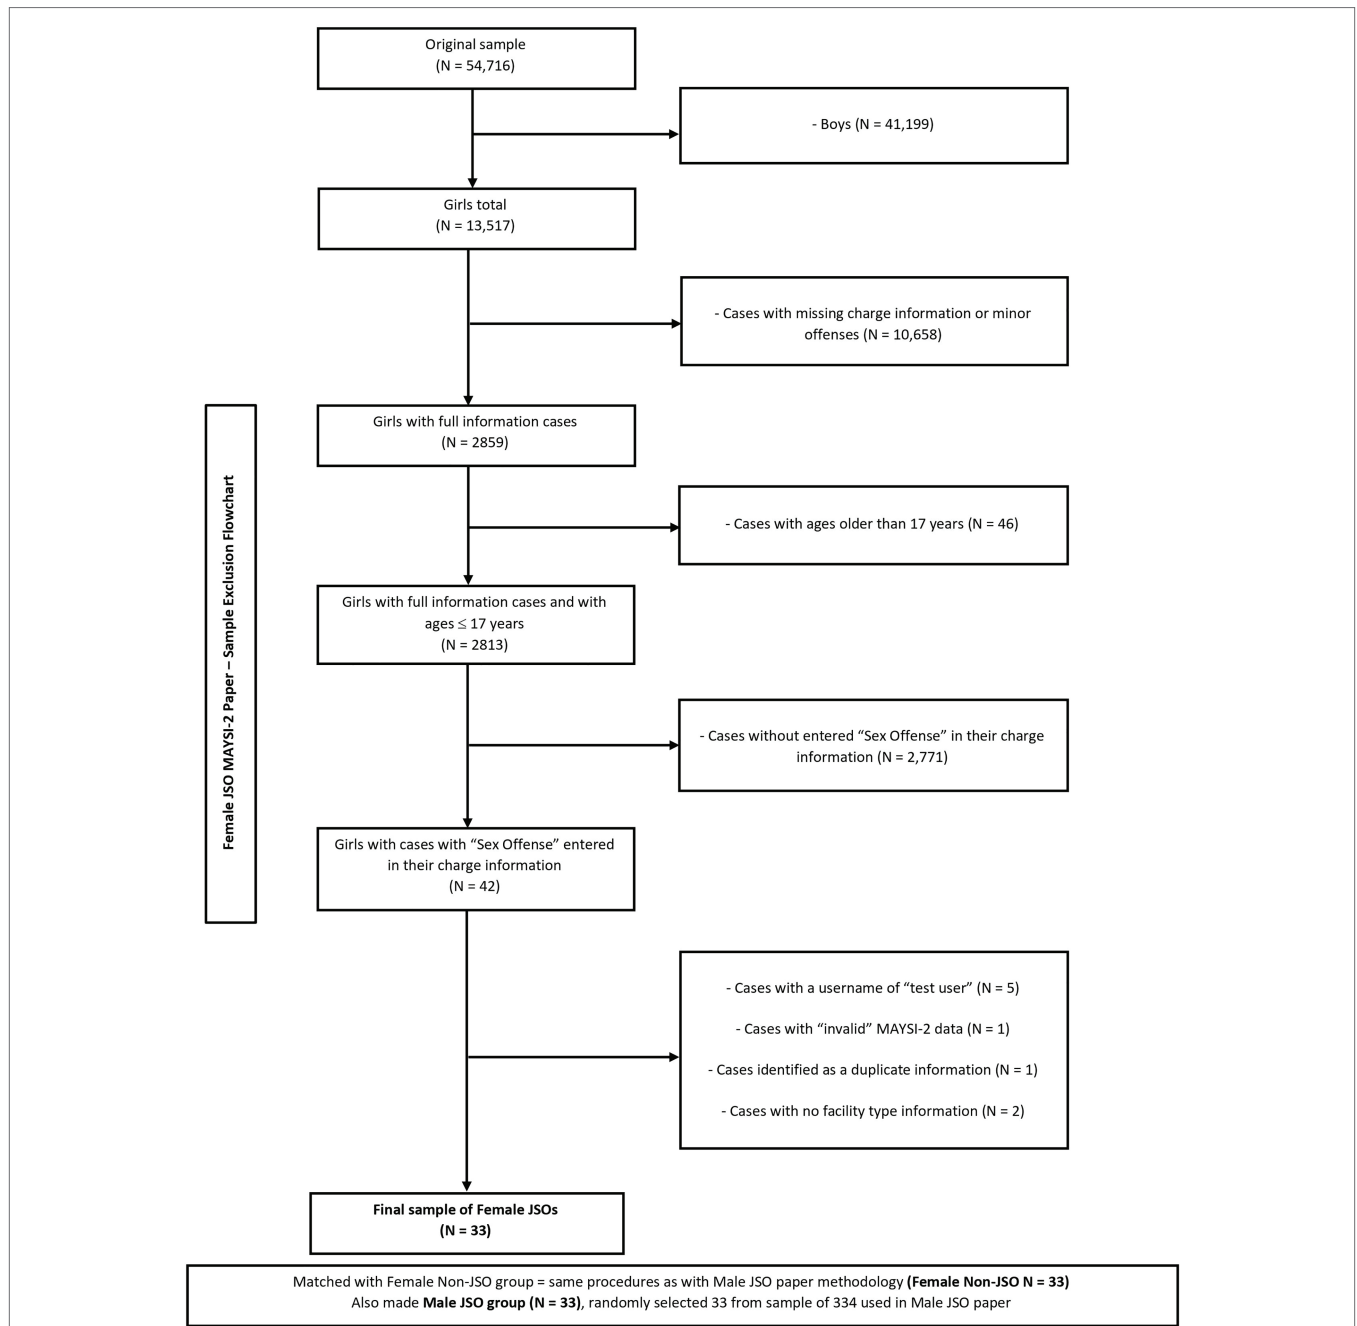 Original sample
(N = 54,716)
- Boys (N = 41,199)
Girls total
(N = 13,517)
- Cases with missing charge information or minor
offenses (N = 10,658)
Girls with full information cases
(N = 2859)
Female JSO MAYSI-2 Paper – Sample Exclusion Flowchart
- Cases with ages older than 17 years (N = 46)
Girls with full information cases and with
ages ≤ 17 years
(N = 2813)
- Cases without entered “Sex Offense” in their charge
information (N = 2,771)
Girls with cases with “Sex Offense” entered
in their charge information
(N = 42)
- Cases with a username of “test user” (N = 5)
- Cases with “invalid” MAYSI-2 data (N = 1)
- Cases identified as a duplicate information (N = 1)
- Cases with no facility type information (N = 2)
Final sample of Female JSOs
(N = 33)
Matched with Female Non-JSO group = same procedures as with Male JSO paper methodology (Female Non-JSO N = 33)
Also made Male JSO group (N = 33), randomly selected 33 from sample of 334 used in Male JSO paper